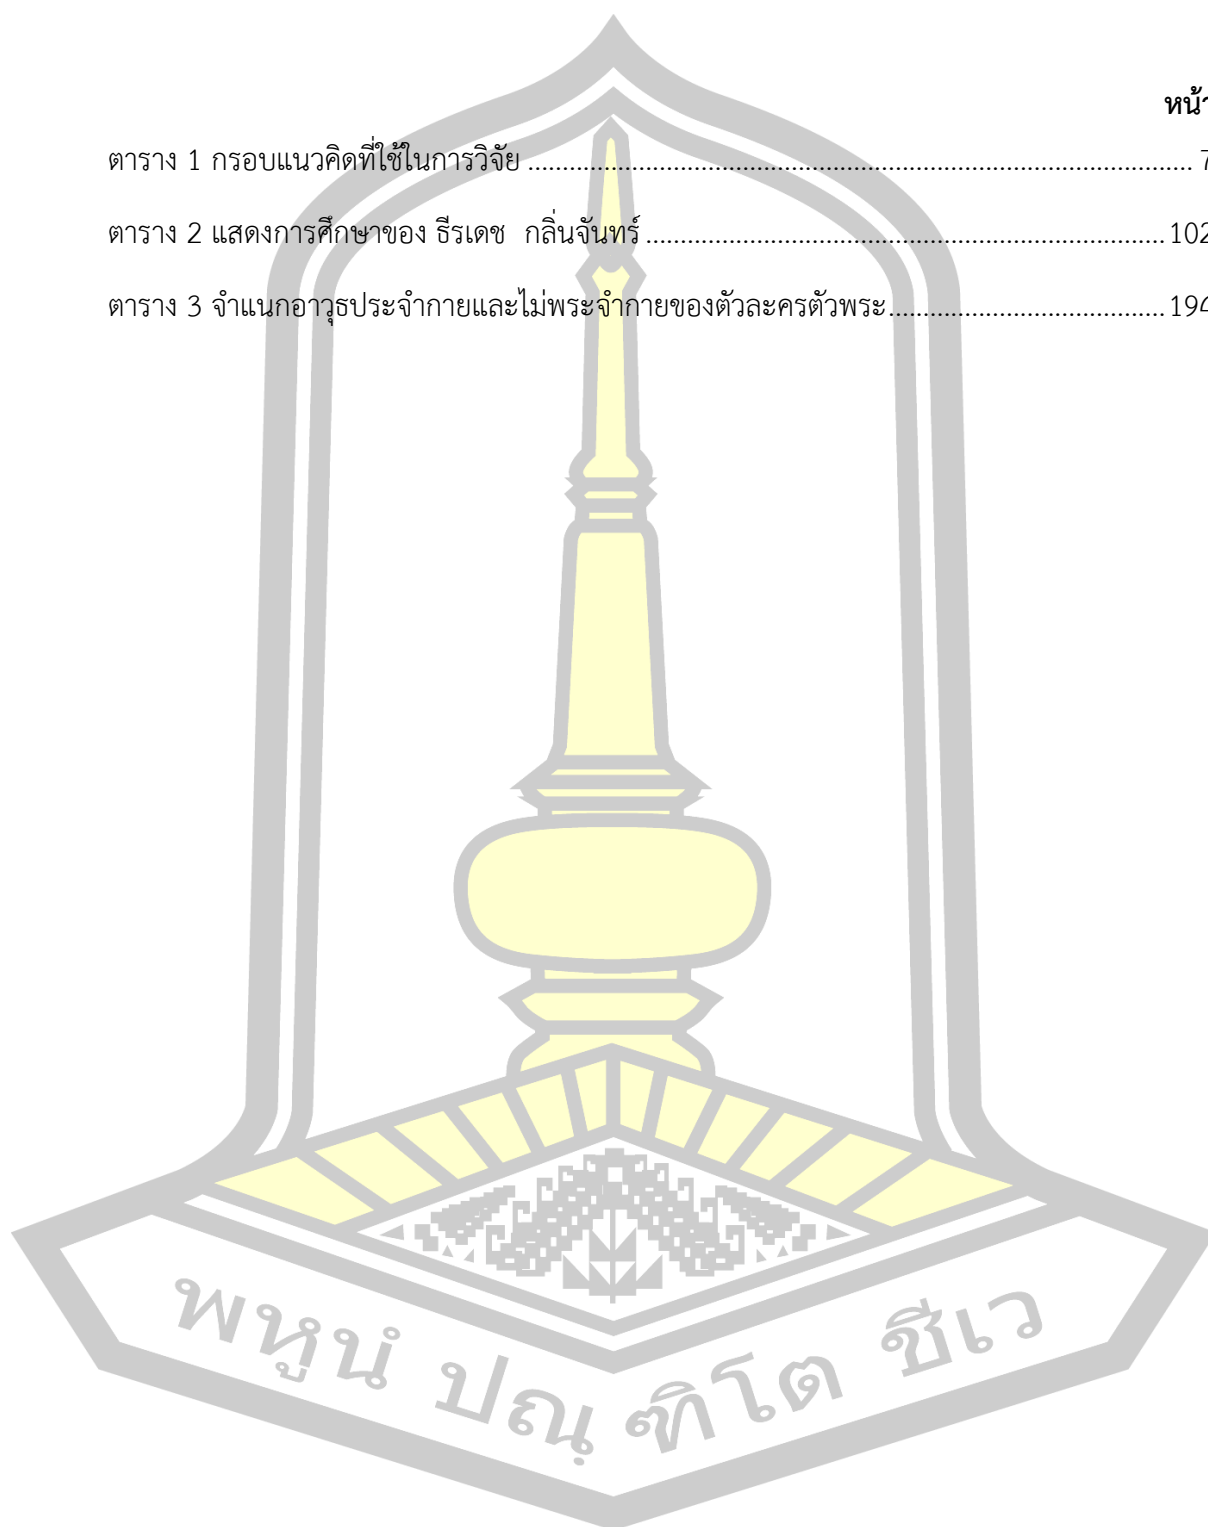 หน้า
ตาราง 1 กรอบแนวคิดที่ใช้ในการวิจัย ........................................................................................ 7
ตาราง 2 แสดงการศึกษาของ ธีรเดช กลิ่นจันทร์ ..................................................................... 102
ตาราง 3 จำแนกอาวุธประจำกายและไม่พระจำกายของตัวละครตัวพระ..................................... 194
พหูนํ ปณฺ ฑิโต ชีเว